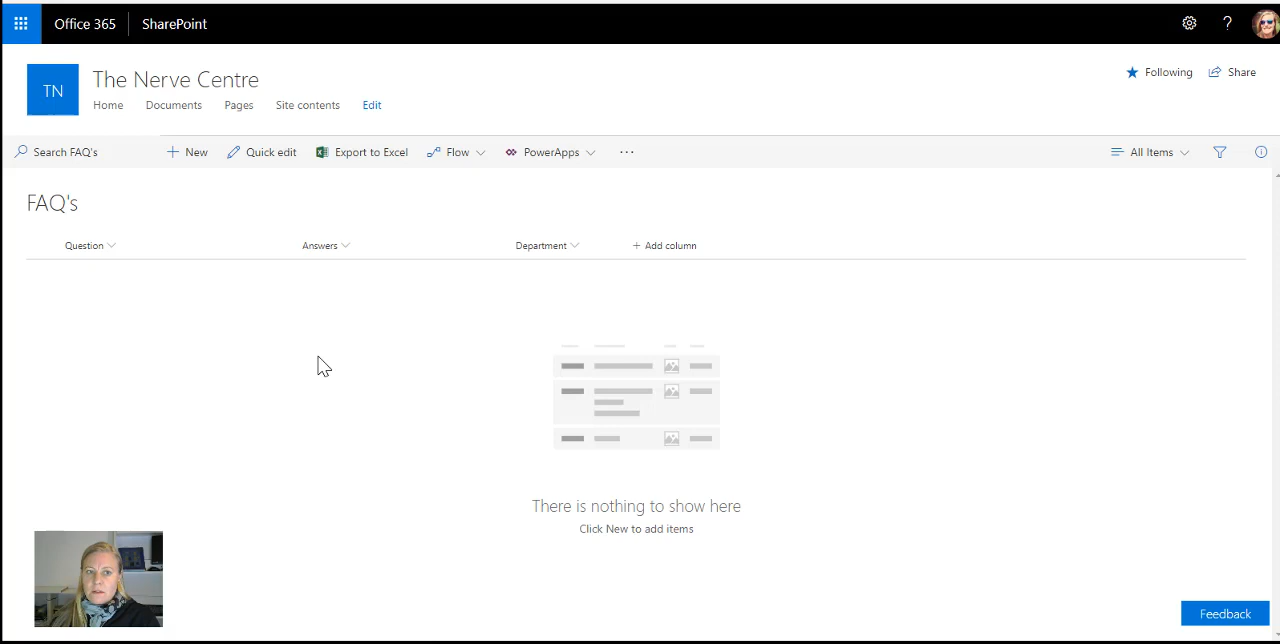 Office 365 SharePoint ?
TN The Nerve Centre
Following Share
Home Documents Pages Site contents Edit
Search FAQ's New Quick edit Export to Excel Flow PowerApps ... All Items
FAQ's
Question Answers Department + Add column
There is nothing to show here
Click New to add items
Feedback